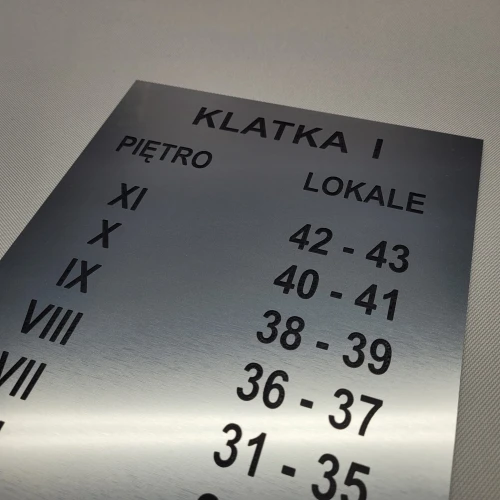 KLATKA I
PIĘTRO LOKALE
XI 42 - 43
X 40 - 41
IX 38 - 39
VIII 36 - 37
VII 31 - 35